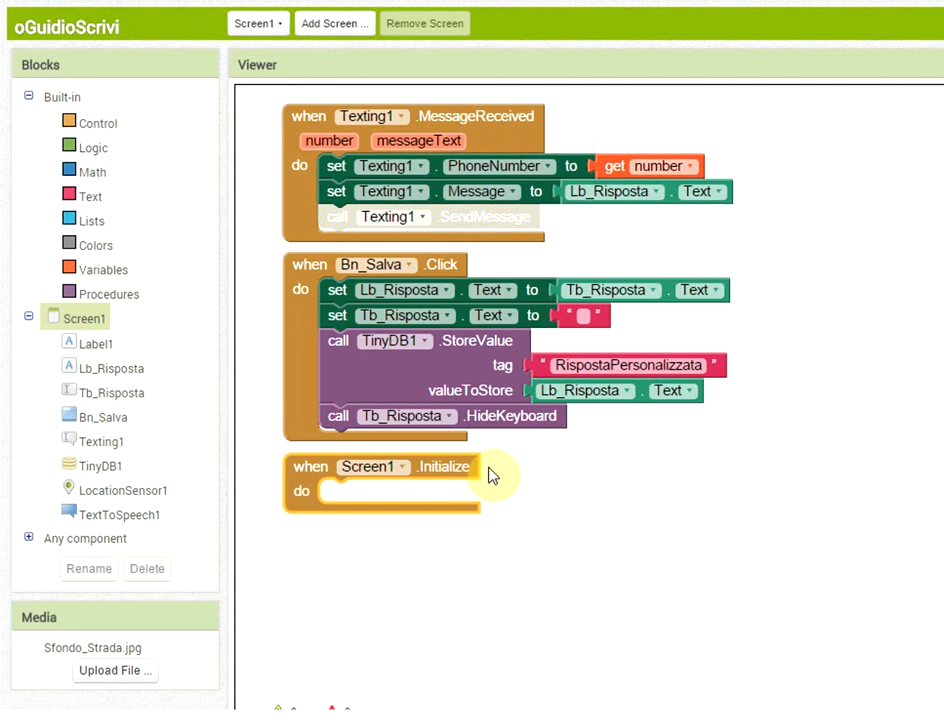 oGuidioScrivi
Screen1
Add Screen ...
Remove Screen
Blocks
Built-in
Control
Logic
Math
Text
Lists
Colors
Variables
Procedures
Screen1
Label1
Lb_Risposta
Tb_Risposta
Bn_Salva
Texting1
TinyDB1
LocationSensor1
TextToSpeech1
Any component
Rename Delete
Media
Sfondo_Strada.jpg
Upload File ...
Viewer
when Texting1 .MessageReceived
number messageText
do set Texting1 . PhoneNumber to get number
set Texting1 . Message to Lb_Risposta . Text
call Texting1 .SendMessage
when Bn_Salva .Click
do set Lb_Risposta . Text to Tb_Risposta . Text
set Tb_Risposta . Text to " "
call TinyDB1 .StoreValue
tag " RispostaPersonalizzata "
valueToStore Lb_Risposta . Text
call Tb_Risposta .HideKeyboard
when Screen1 .Initialize
do